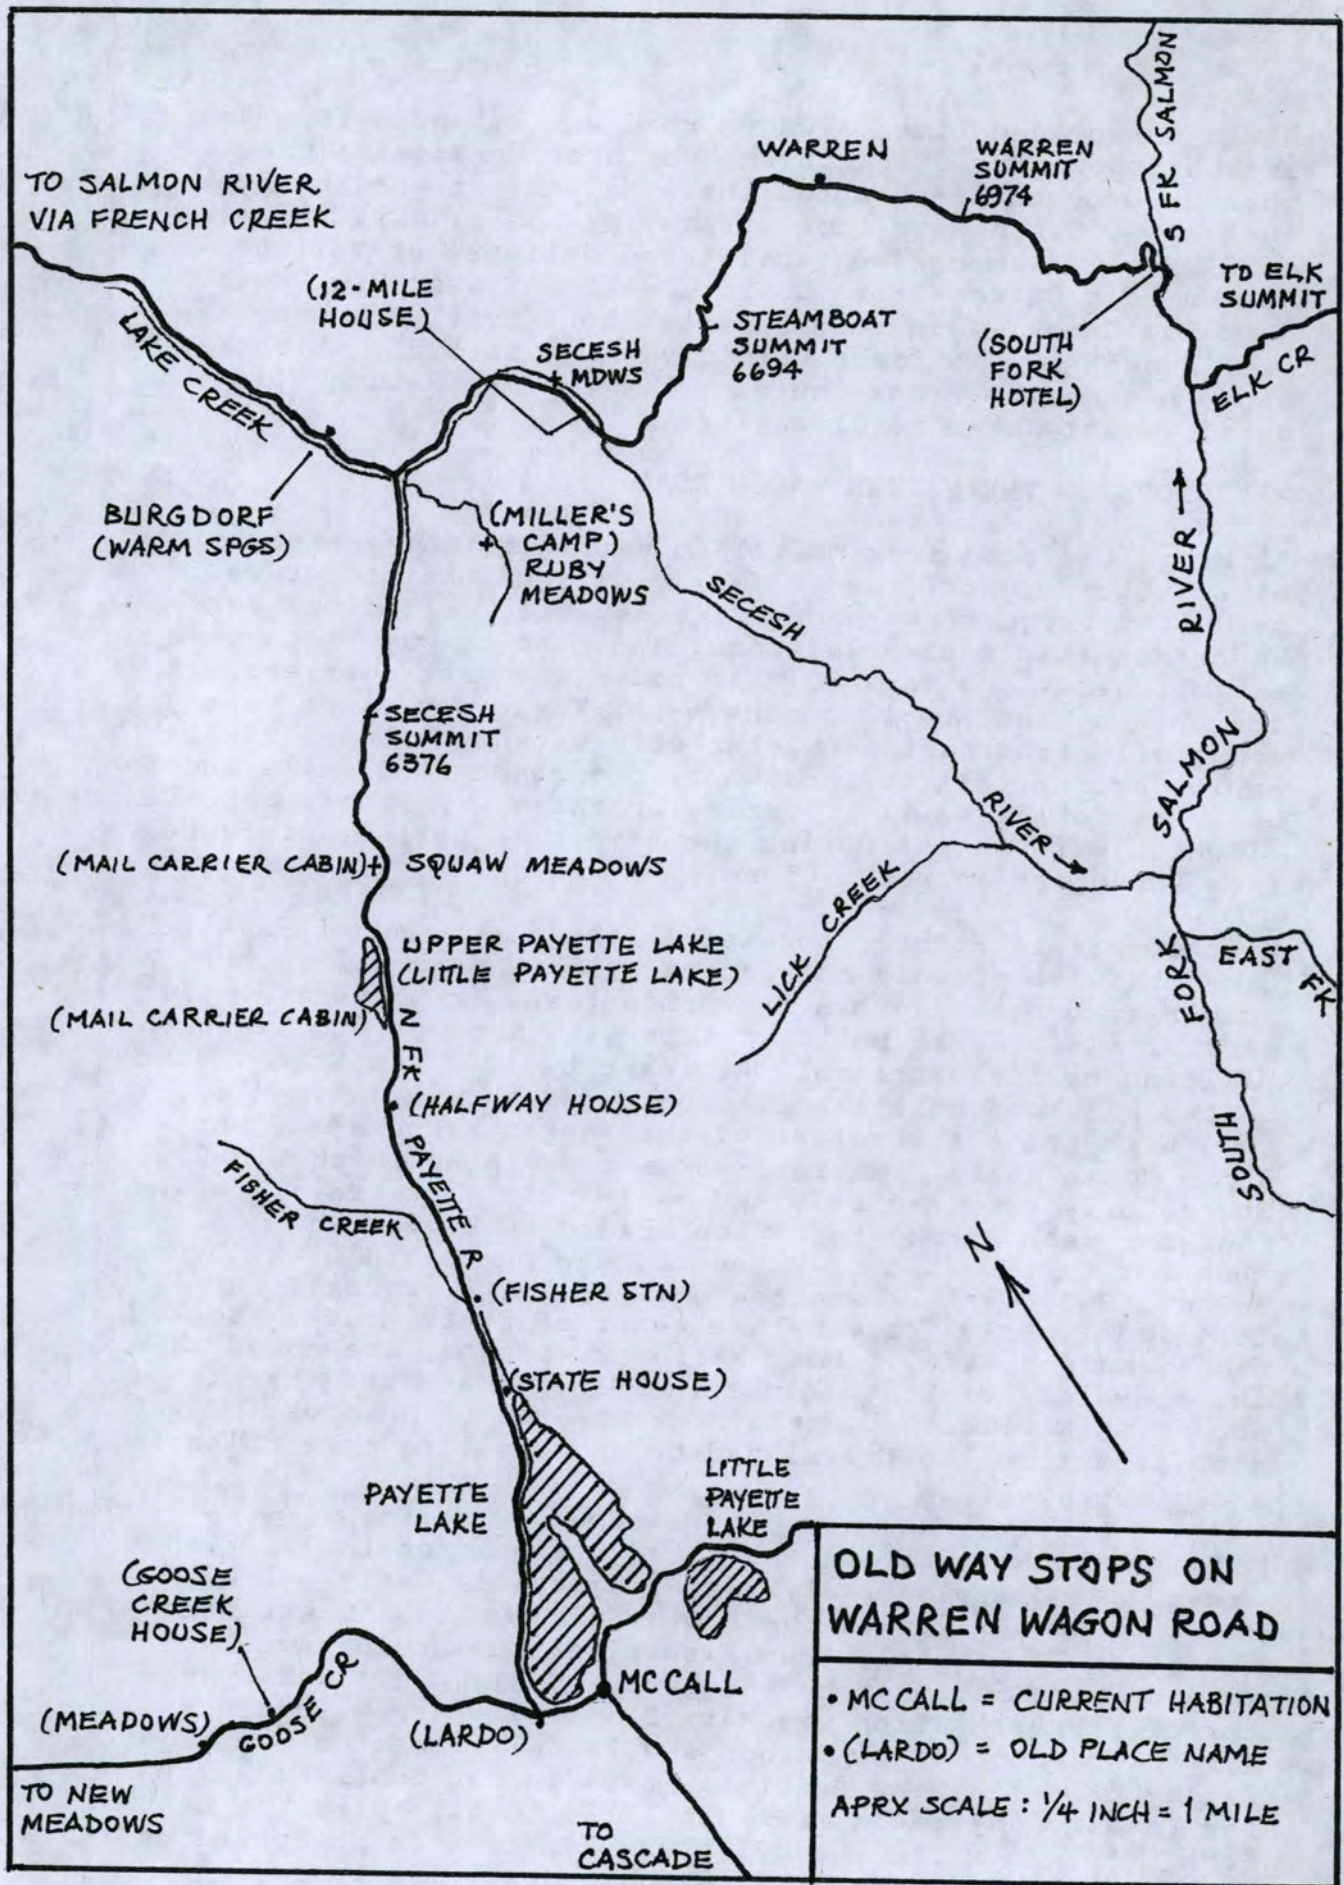 TO SALMON RIVER
VIA FRENCH CREEK
WARREN
WARREN
SUMMIT
6974
S FK SALMON
TO ELK
SUMMIT
ELK CR
(SOUTH
FORK
HOTEL)
(12-MILE
HOUSE)
SECESH
MDWS
STEAMBOAT
SUMMIT
6694
LAKE CREEK
BURGDORF
(WARM SPGS)
(MILLER'S
CAMP)
RUBY
MEADOWS
SECESH
RIVER
SOUTH
FORK
SALMON
RIVER
SECESH
SUMMIT
6376
(MAIL CARRIER CABIN)
SQUAW MEADOWS
LICK CREEK
EAST
FK
UPPER PAYETTE LAKE
(LITTLE PAYETTE LAKE)
(MAIL CARRIER CABIN)
N FK
PAYETTE R
(HALFWAY HOUSE)
FISHER CREEK
(FISHER STN)
N
(STATE HOUSE)
PAYETTE
LAKE
LITTLE
PAYETTE
LAKE
(GOOSE
CREEK
HOUSE)
GOOSE CR
(MEADOWS)
(LARDO)
MCCALL
TO NEW
MEADOWS
TO
CASCADE
OLD WAY STOPS ON
WARREN WAGON ROAD
• MCCALL = CURRENT HABITATION
• (LARDO) = OLD PLACE NAME
APRX SCALE: 1/4 INCH = 1 MILE